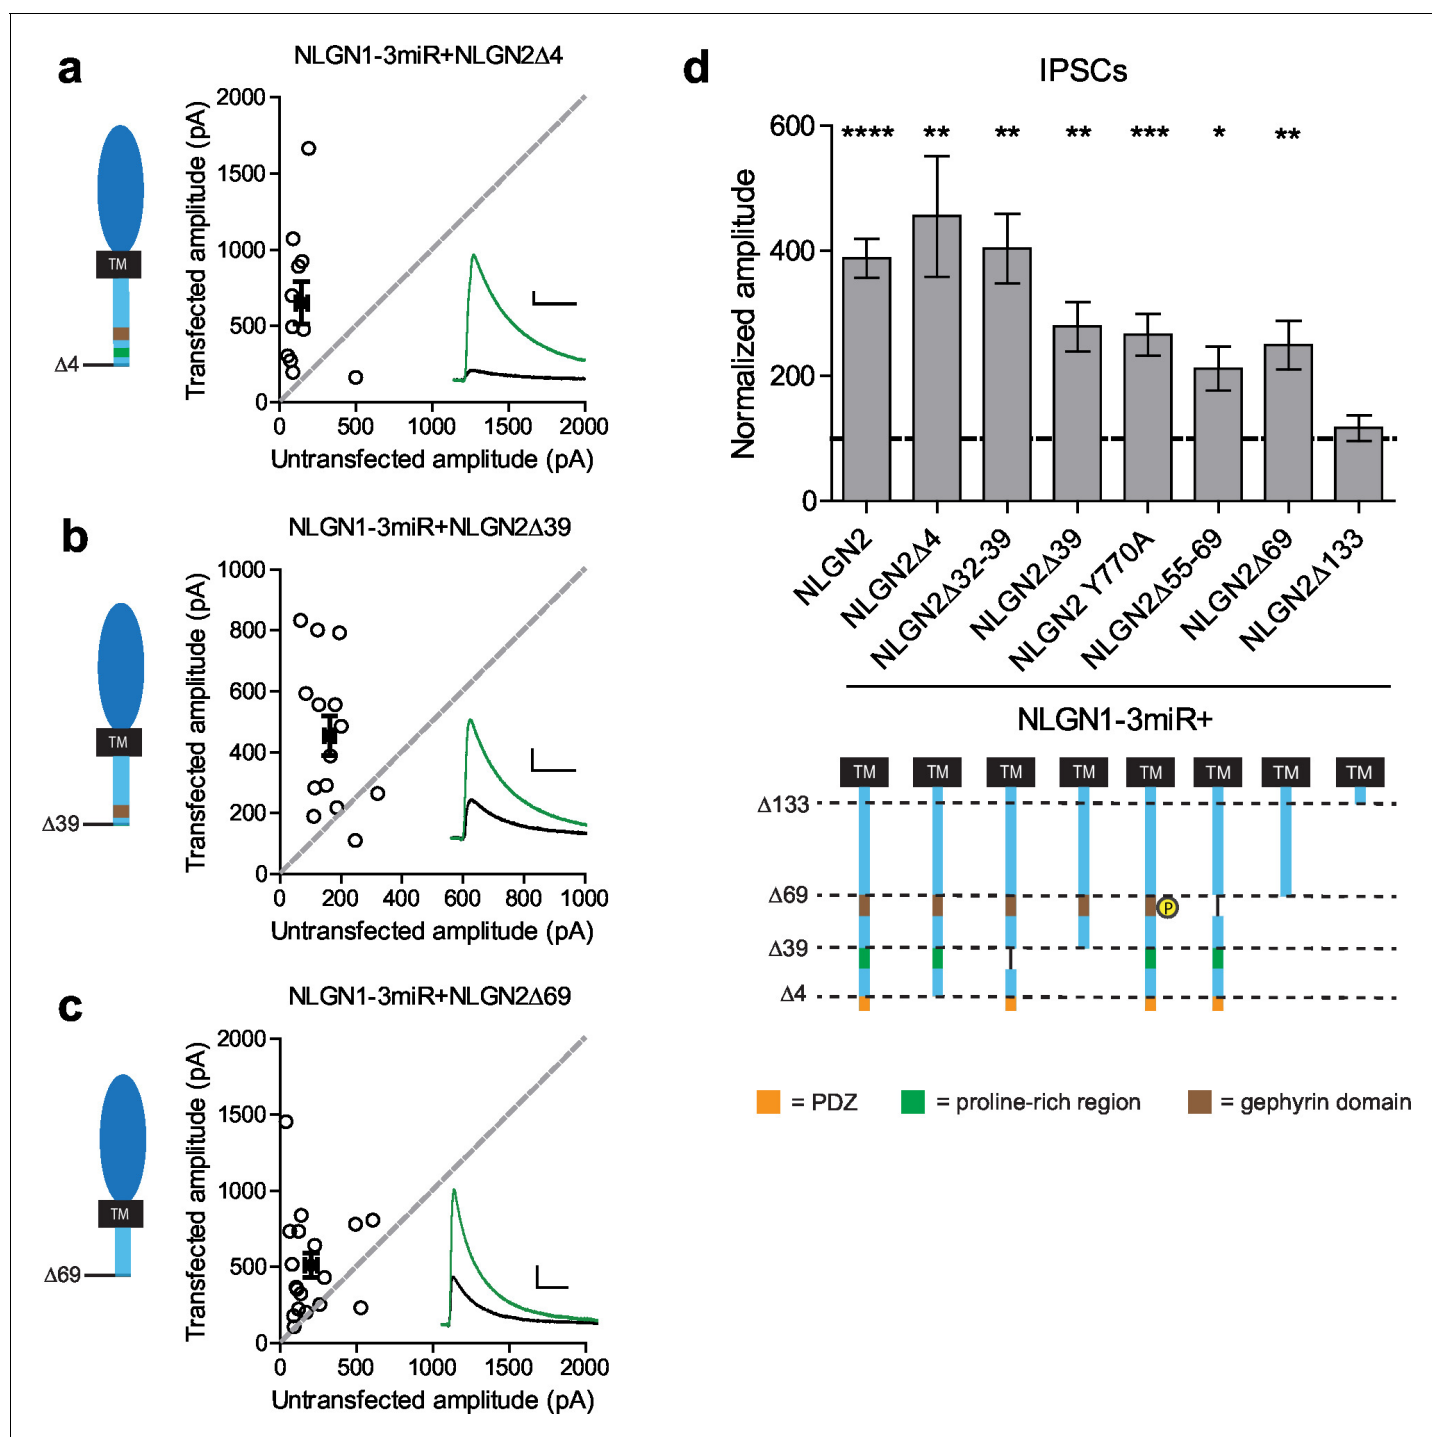 a
NLGN1-3miR+NLGN2Δ4
Transfected amplitude (pA)
2000
1500
1000
500
0
0 500 1000 1500 2000
Untransfected amplitude (pA)
TM
Δ4
b
NLGN1-3miR+NLGN2Δ39
Transfected amplitude (pA)
1000
800
600
400
200
0
0 200 400 600 800 1000
Untransfected amplitude (pA)
TM
Δ39
c
NLGN1-3miR+NLGN2Δ69
Transfected amplitude (pA)
2000
1500
1000
500
0
0 500 1000 1500 2000
Untransfected amplitude (pA)
TM
Δ69
d
IPSCs
Normalized amplitude
600
400
200
0
**** ** ** ** *** * **
NLGN2
NLGN2Δ4
NLGN2Δ32-39
NLGN2Δ39
NLGN2 Y770A
NLGN2Δ55-69
NLGN2Δ69
NLGN2Δ133
NLGN1-3miR+
TM TM TM TM TM TM TM TM
Δ133
Δ69
P
Δ39
Δ4
= PDZ = proline-rich region = gephyrin domain